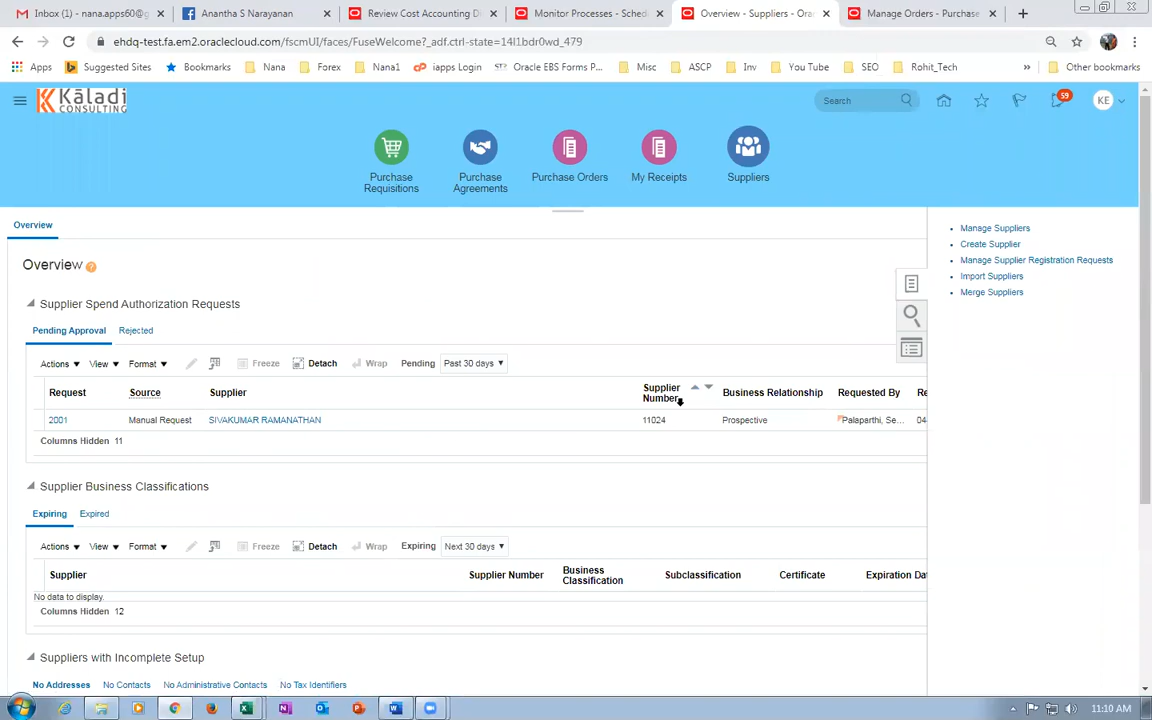 Inbox (1) - nana.apps60@g
Anantha S Narayanan
Review Cost Accounting Di
Monitor Processes - Sched
Overview - Suppliers - Ora
Manage Orders - Purchase
ehdq-test.fa.em2.oraclecloud.com/fscmUI/faces/FuseWelcome?_adf.ctrl-state=14l1bdr0wd_479
Apps
Suggested Sites
Bookmarks
Nana
Forex
Nana1
iapps Login
Oracle EBS Forms P...
Misc
ASCP
Inv
You Tube
SEO
Rohit_Tech
»
Other bookmarks
Kāladi
CONSULTING
Search
59
KE
Purchase Requisitions
Purchase Agreements
Purchase Orders
My Receipts
Suppliers
Overview
Manage Suppliers
Create Supplier
Manage Supplier Registration Requests
Import Suppliers
Merge Suppliers
Overview ?
Supplier Spend Authorization Requests
Pending Approval Rejected
Actions View Format Freeze Detach Wrap Pending Past 30 days
Request Source Supplier Supplier Number Business Relationship Requested By Re
2001 Manual Request SIVAKUMAR RAMANATHAN 11024 Prospective Palaparthi, Se... 04
Columns Hidden 11
Supplier Business Classifications
Expiring Expired
Actions View Format Freeze Detach Wrap Expiring Next 30 days
Supplier Supplier Number Business Classification Subclassification Certificate Expiration Dat
No data to display.
Columns Hidden 12
Suppliers with Incomplete Setup
No Addresses No Contacts No Administrative Contacts No Tax Identifiers
11:10 AM